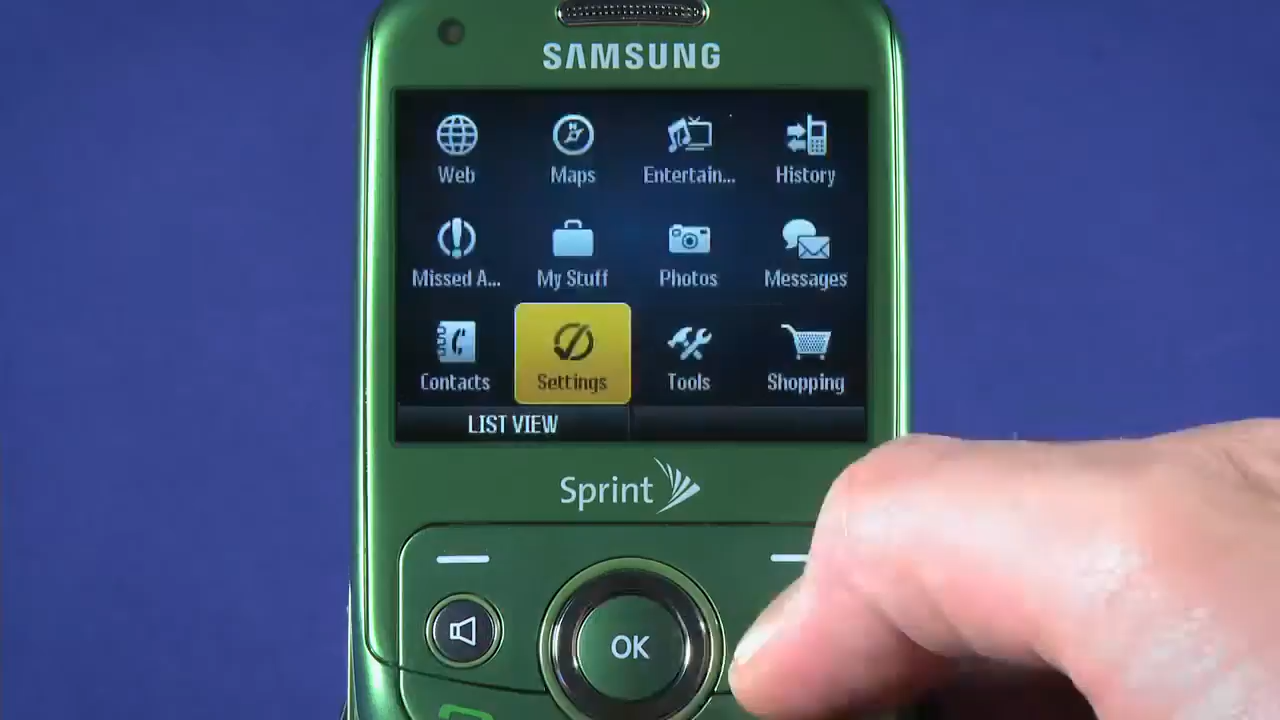 SAMSUNG
Web Maps Entertain... History
Missed A... My Stuff Photos Messages
Contacts Settings Tools Shopping
LIST VIEW
Sprint
OK